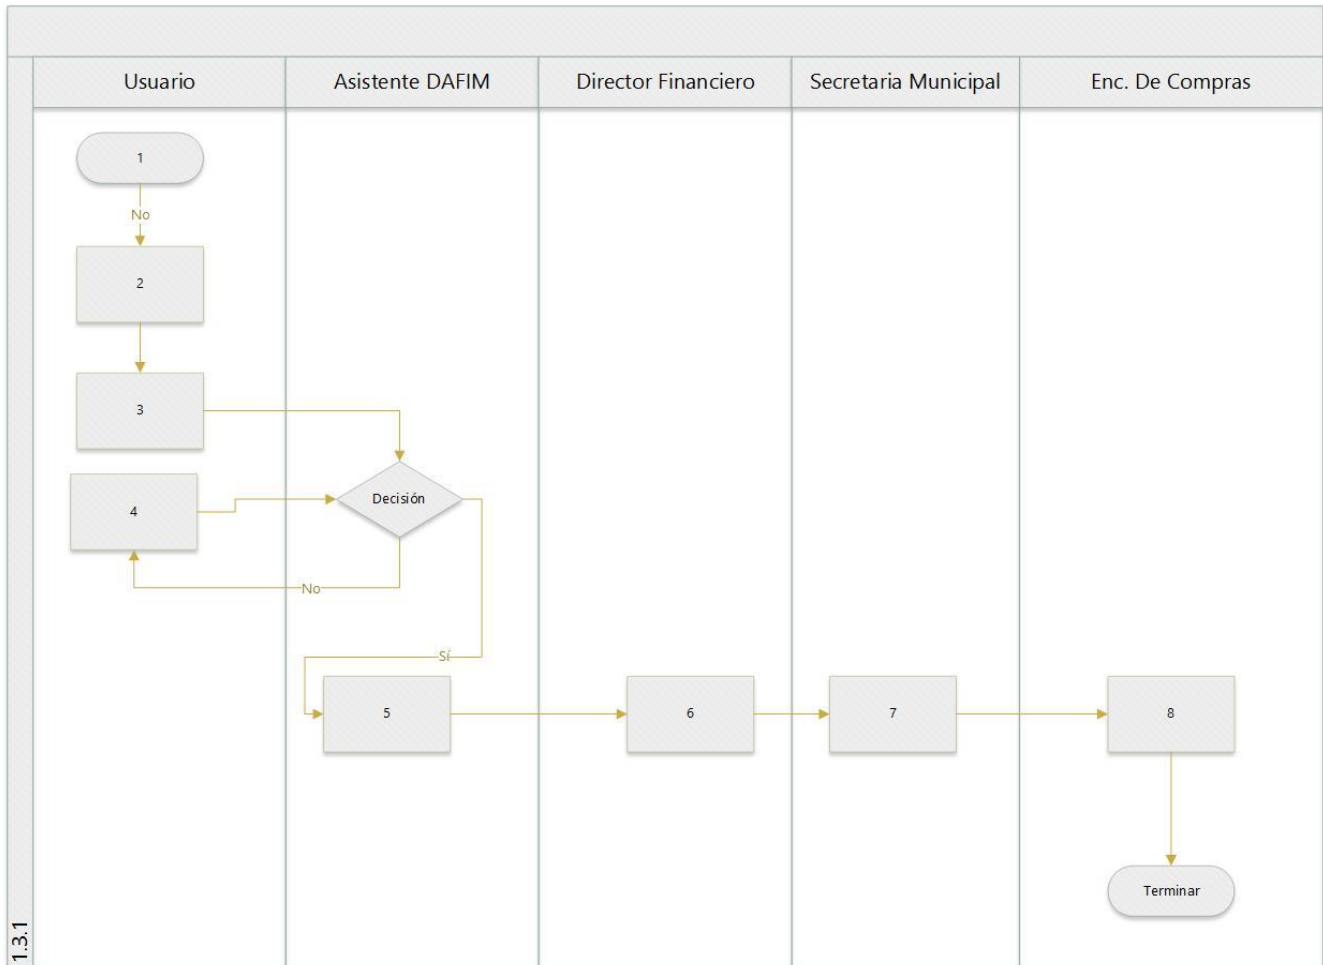 Usuario
Asistente DAFIM
Director Financiero
Secretaria Municipal
Enc. De Compras
1
No
2
3
4
Decisión
No
Sí
5
6
7
8
Terminar
1.3.1